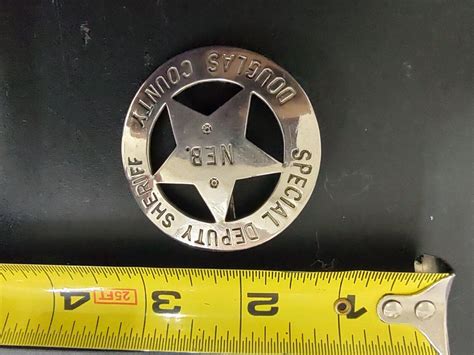 SPECIAL DEPUTY SHERIFF
DOUGLAS COUNTY
NEB.
1
2
3
4
25FT